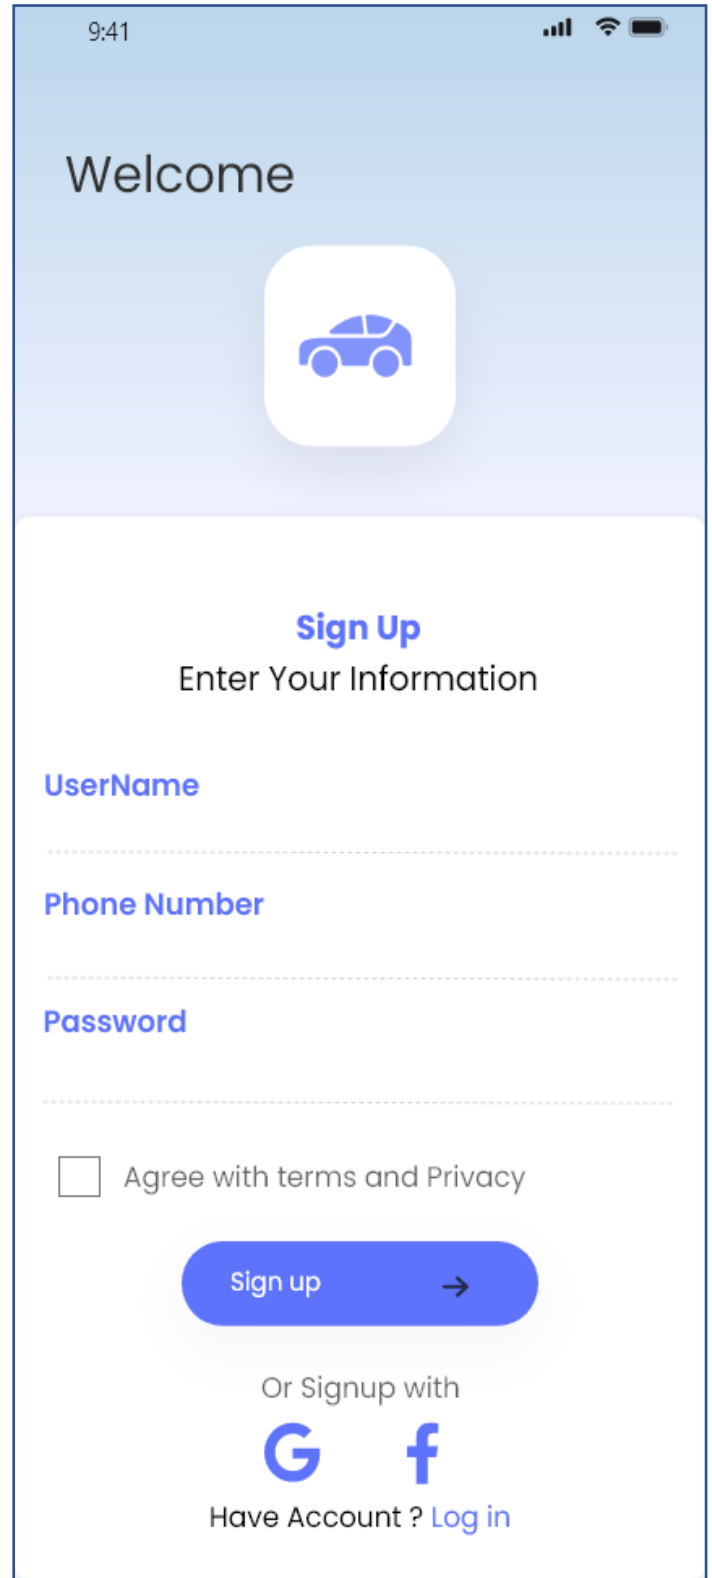 9:41
Welcome
Sign Up
Enter Your Information
UserName
Phone Number
Password
Agree with terms and Privacy
Sign up
Or Signup with
G f
Have Account ? Log in